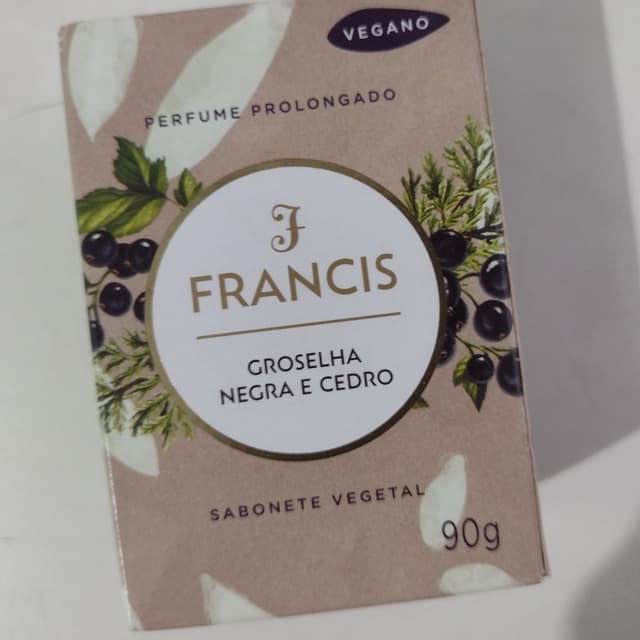 VEGANO
PERFUME PROLONGADO
F
FRANCIS
GROSELHA
NEGRA E CEDRO
SABONETE VEGETAL
90g